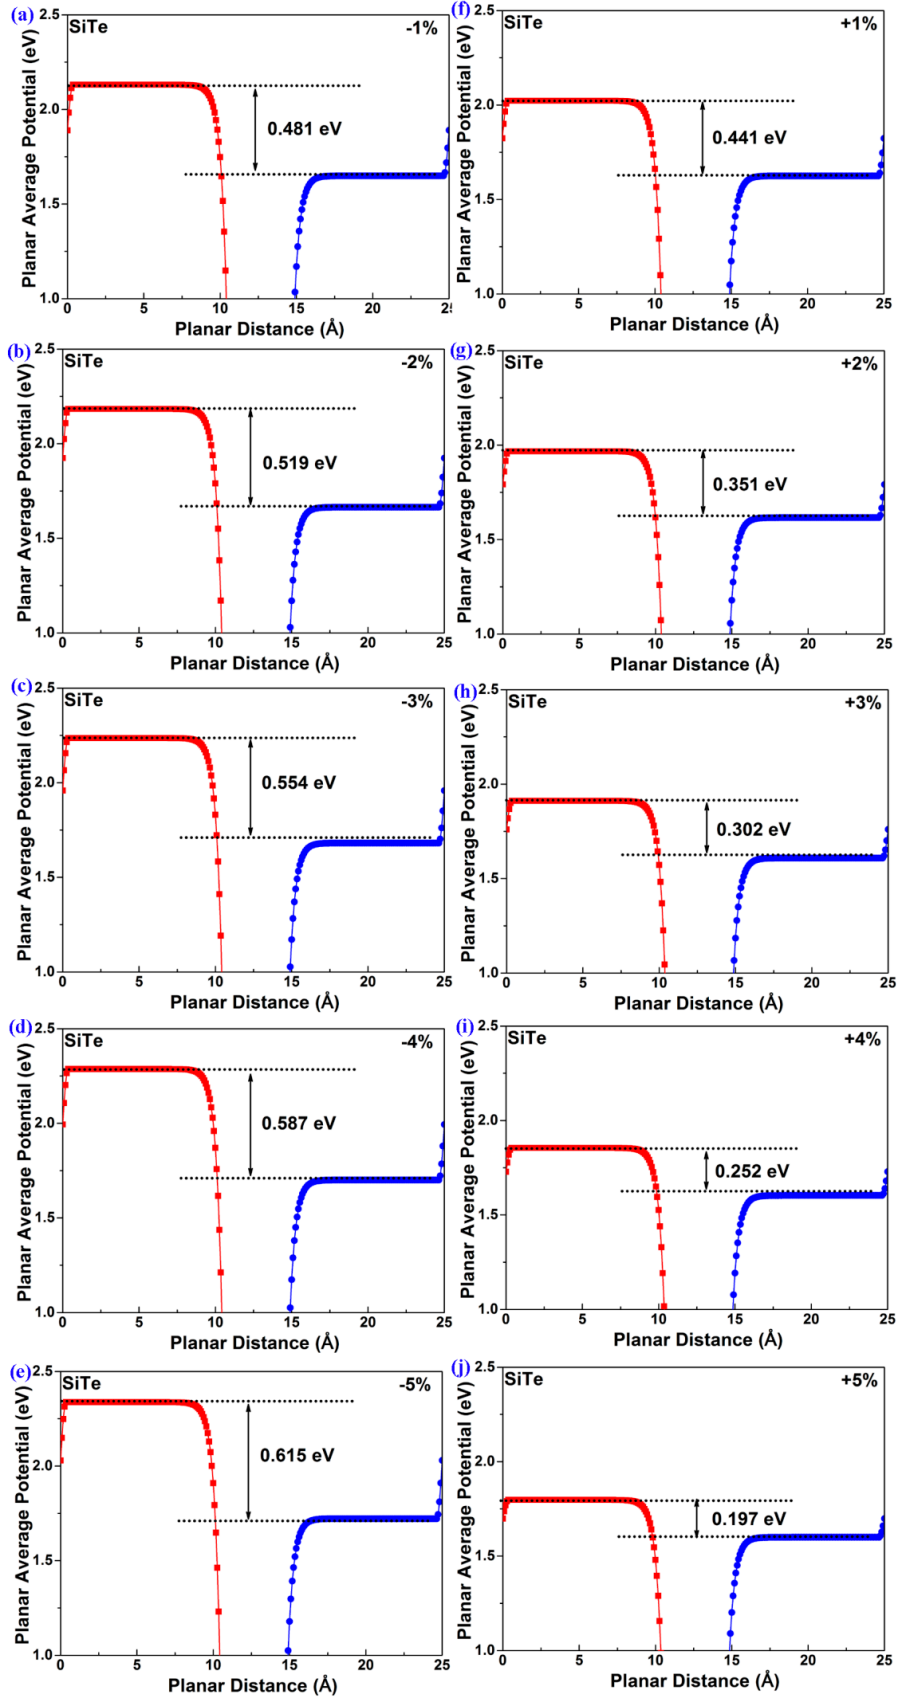 (a)
SiTe -1%
Planar Average Potential (eV)
2.5
2.0
1.5
1.0
0.481 eV
0 5 10 15 20 25
Planar Distance (Å)
(f)
SiTe +1%
Planar Average Potential (eV)
2.5
2.0
1.5
1.0
0.441 eV
0 5 10 15 20 25
Planar Distance (Å)
(b)
SiTe -2%
Planar Average Potential (eV)
2.5
2.0
1.5
1.0
0.519 eV
0 5 10 15 20 25
Planar Distance (Å)
(g)
SiTe +2%
Planar Average Potential (eV)
2.5
2.0
1.5
1.0
0.351 eV
0 5 10 15 20 25
Planar Distance (Å)
(c)
SiTe -3%
Planar Average Potential (eV)
2.5
2.0
1.5
1.0
0.554 eV
0 5 10 15 20 25
Planar Distance (Å)
(h)
SiTe +3%
Planar Average Potential (eV)
2.5
2.0
1.5
1.0
0.302 eV
0 5 10 15 20 25
Planar Distance (Å)
(d)
SiTe -4%
Planar Average Potential (eV)
2.5
2.0
1.5
1.0
0.587 eV
0 5 10 15 20 25
Planar Distance (Å)
(i)
SiTe +4%
Planar Average Potential (eV)
2.5
2.0
1.5
1.0
0.252 eV
0 5 10 15 20 25
Planar Distance (Å)
(e)
SiTe -5%
Planar Average Potential (eV)
2.5
2.0
1.5
1.0
0.615 eV
0 5 10 15 20 25
Planar Distance (Å)
(j)
SiTe +5%
Planar Average Potential (eV)
2.5
2.0
1.5
1.0
0.197 eV
0 5 10 15 20 25
Planar Distance (Å)